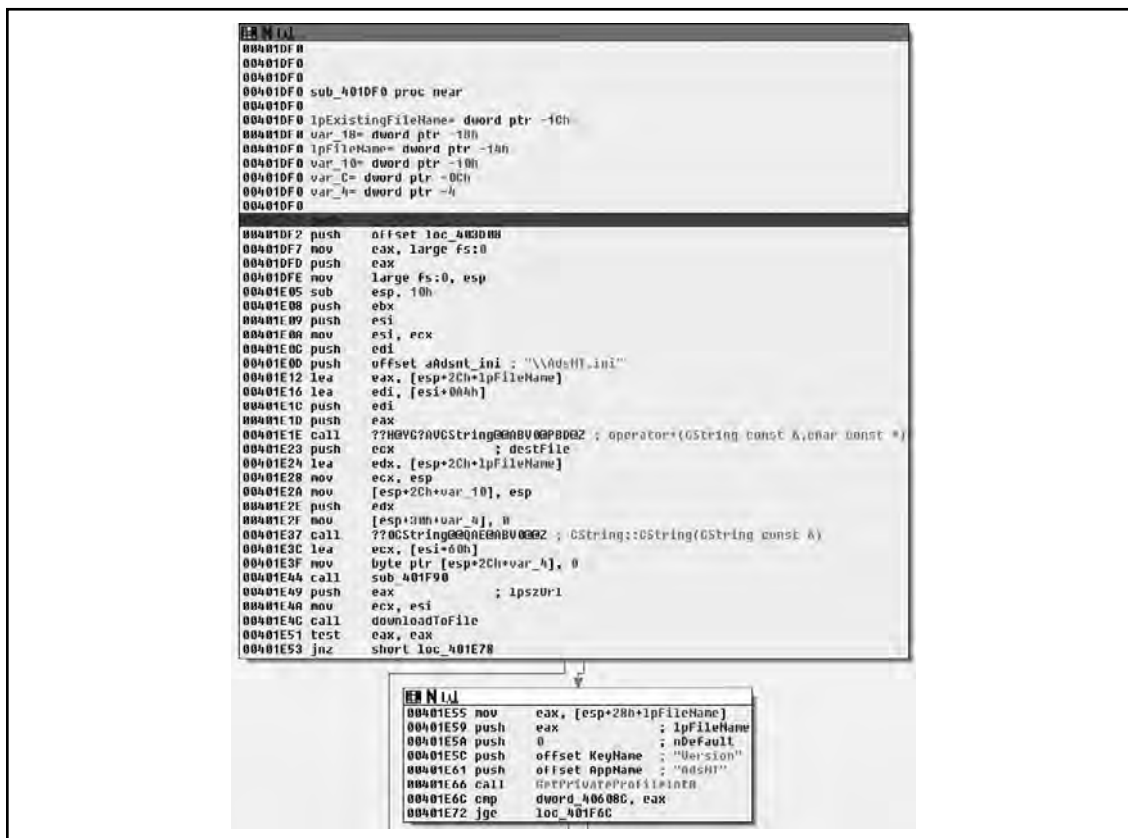 00401DF0
00401DF0
00401DF0
00401DF0 sub_401DF0 proc near
00401DF0
00401DF0 lpExistingFileName= dword ptr -1Ch
00401DF0 var_18= dword ptr -18h
00401DF0 lpFileName= dword ptr -14h
00401DF0 var_10= dword ptr -10h
00401DF0 var_C= dword ptr -0Ch
00401DF0 var_4= dword ptr -4
00401DF0
00401DF2 push offset loc_403D08
00401DF7 mov eax, large fs:0
00401DFD push eax
00401DFE mov large fs:0, esp
00401E05 sub esp, 10h
00401E08 push ebx
00401E09 push esi
00401E0A mov esi, ecx
00401E0C push edi
00401E0D push offset aAdsnt_ini ; "\\AdsNT.ini"
00401E12 lea eax, [esp+2Ch+lpFileName]
00401E16 lea edi, [esi+0A4h]
00401E1C push edi
00401E1D push eax
00401E1E call ??H@YG?AVCString@@ABV0@PBD@Z ; operator+(CString const &,char const *)
00401E23 push ecx ; destFile
00401E24 lea edx, [esp+2Ch+lpFileName]
00401E28 mov ecx, esp
00401E2A mov [esp+2Ch+var_10], esp
00401E2E push edx
00401E2F mov [esp+30h+var_4], 0
00401E37 call ??0CString@@QAE@ABV0@@Z ; CString::CString(CString const &)
00401E3C lea ecx, [esi+60h]
00401E3F mov byte ptr [esp+2Ch+var_4], 0
00401E44 call sub_401F90
00401E49 push eax ; lpszUrl
00401E4A mov ecx, esi
00401E4C call downloadToFile
00401E51 test eax, eax
00401E53 jnz short loc_401E78
00401E55 mov eax, [esp+28h+lpFileName]
00401E59 push eax ; lpFileName
00401E5A push 0 ; nDefault
00401E5C push offset KeyName ; "Version"
00401E61 push offset AppName ; "AdsNT"
00401E66 call GetPrivateProfileIntA
00401E6C cmp dword_40608C, eax
00401E72 jge loc_401F6C